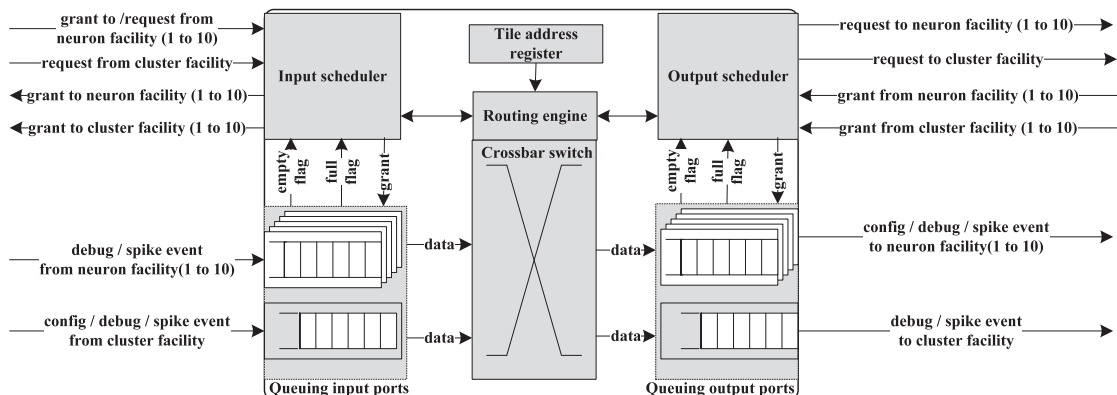 grant to /request from
neuron facility (1 to 10)
request from cluster facility
grant to neuron facility (1 to 10)
grant to cluster facility (1 to 10)
Input scheduler
Tile address
register
Routing engine
Crossbar switch
Output scheduler
request to neuron facility (1 to 10)
request to cluster facility
grant from neuron facility (1 to 10)
grant from cluster facility (1 to 10)
empty
flag
full
flag
grant
empty
flag
full
flag
grant
debug / spike event
from neuron facility(1 to 10)
data
data
config / debug / spike event
to neuron facility(1 to 10)
config / debug / spike event
from cluster facility
data
data
debug / spike event
to cluster facility
Queuing input ports
Queuing output ports